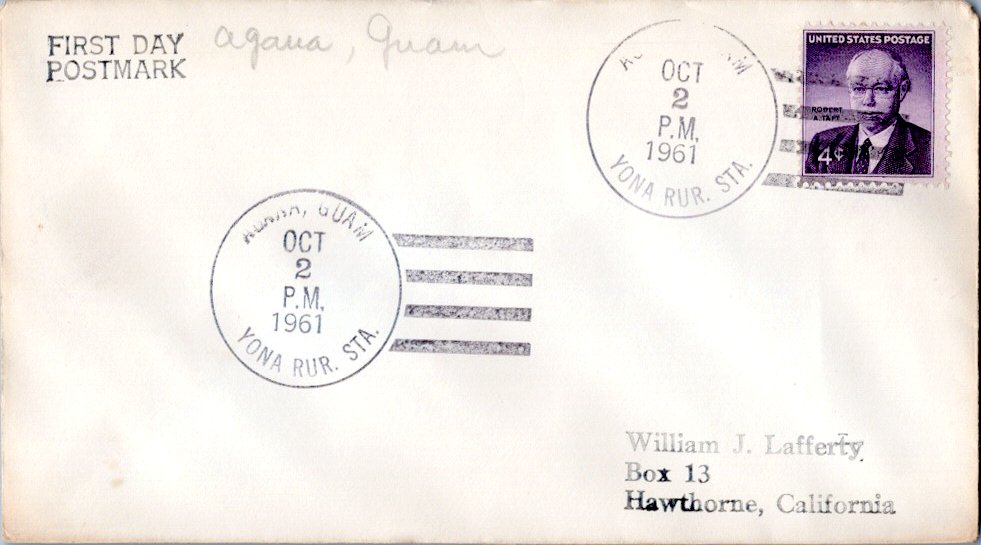 FIRST DAY
POSTMARK
Agana, Guam
OCT
2
P.M.
1961
YONA RUR. STA.
UNITED STATES POSTAGE
ROBERT
A. TAFT
4¢
AGANA, GUAM
OCT
2
P.M.
1961
YONA RUR. STA.
William J. Lafferty
Box 13
Hawthorne, California